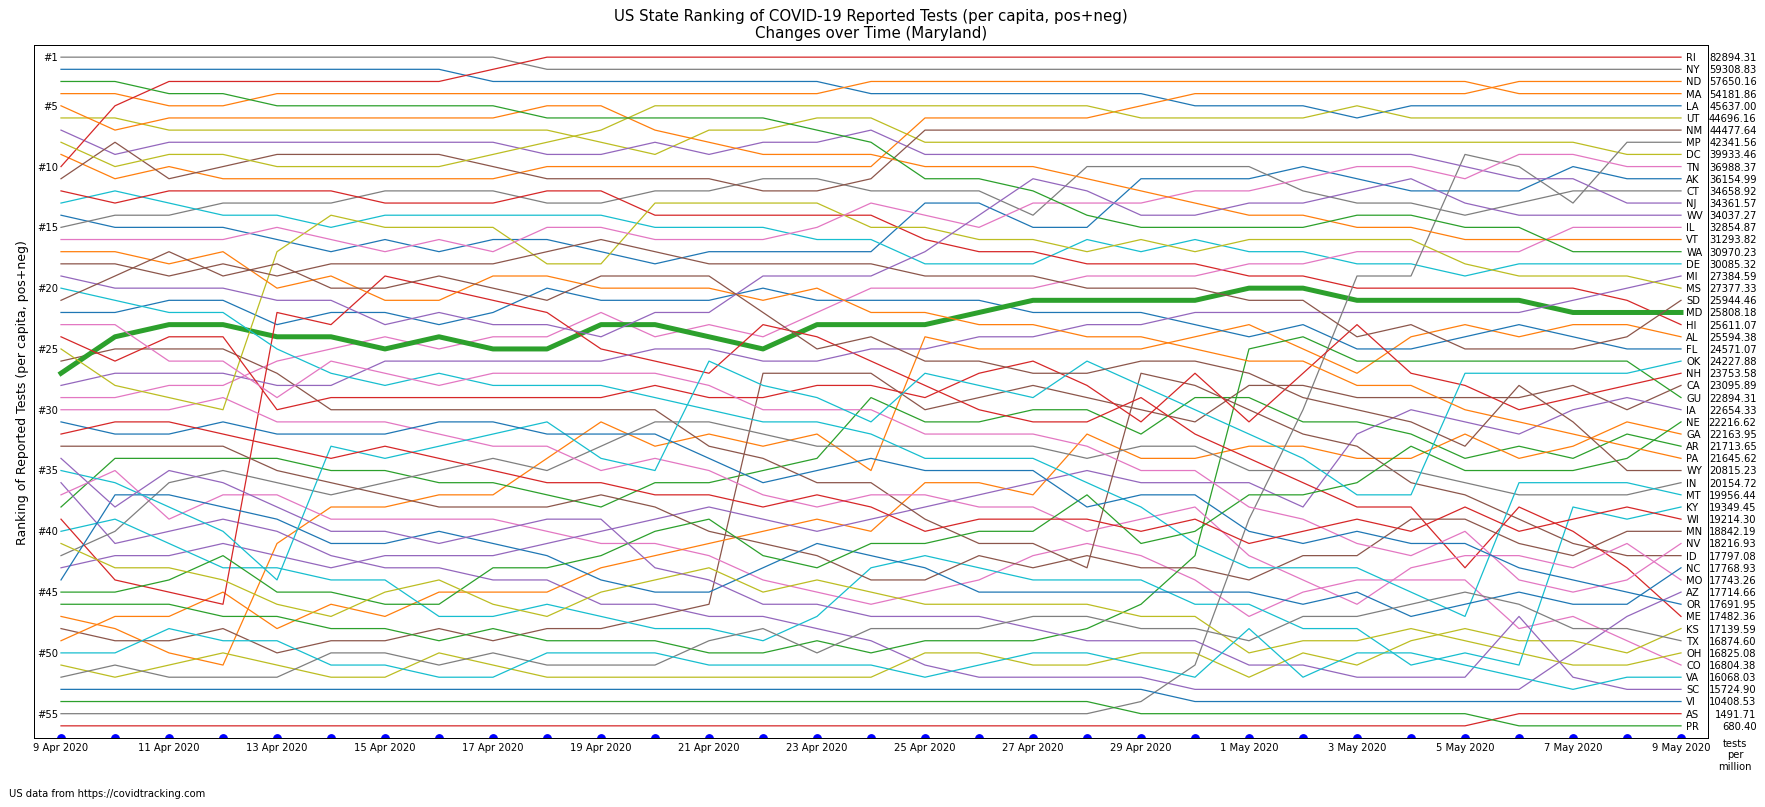 US State Ranking of COVID-19 Reported Tests (per capita, pos+neg)
Changes over Time (Maryland)
Ranking of Reported Tests (per capita, pos+neg)
#1
#5
#10
#15
#20
#25
#30
#35
#40
#45
#50
#55
RI 82894.31
NY 59308.83
ND 57650.16
MA 54181.86
LA 45637.00
UT 44696.16
NM 44477.64
MP 42341.56
DC 39933.46
TN 36988.37
AK 36154.99
CT 34658.92
NJ 34361.57
WV 34037.27
IL 32854.87
VT 31293.82
WA 30970.23
DE 30085.32
MI 27384.59
MS 27377.33
SD 25944.46
MD 25808.18
HI 25611.07
AL 25594.38
FL 24571.07
OK 24227.88
NH 23753.58
CA 23095.89
GU 22894.31
IA 22654.33
NE 22216.62
GA 22163.95
AR 21713.65
PA 21645.62
WY 20815.23
IN 20154.72
MT 19956.44
KY 19349.45
WI 19214.30
MN 18842.19
NV 18216.93
ID 17797.08
NC 17768.93
MO 17743.26
AZ 17714.66
OR 17691.95
ME 17482.36
KS 17139.59
TX 16874.60
OH 16825.08
CO 16804.38
VA 16068.03
SC 15724.90
VI 10408.53
AS 1491.71
PR 680.40
9 Apr 2020 11 Apr 2020 13 Apr 2020 15 Apr 2020 17 Apr 2020 19 Apr 2020 21 Apr 2020 23 Apr 2020 25 Apr 2020 27 Apr 2020 29 Apr 2020 1 May 2020 3 May 2020 5 May 2020 7 May 2020 9 May 2020
tests
per
million
US data from https://covidtracking.com